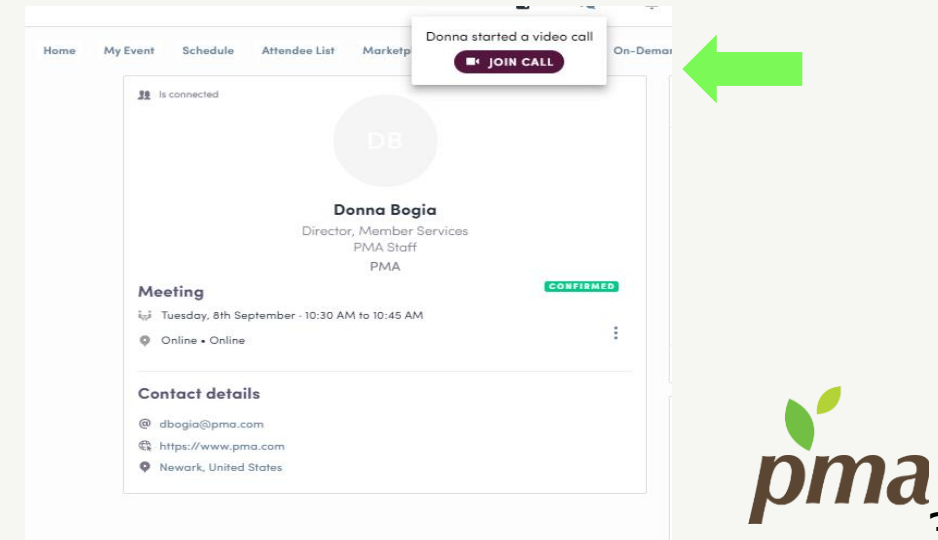 Donna started a video call
JOIN CALL
Home My Event Schedule Attendee List On-Deman
Is connected
DB
Donna Bogia
Director, Member Services
PMA Staff
PMA
Meeting
CONFIRMED
Tuesday, 8th September - 10:30 AM to 10:45 AM
Online • Online
Contact details
@ dbogia@pma.com
https://www.pma.com
Newark, United States
pma